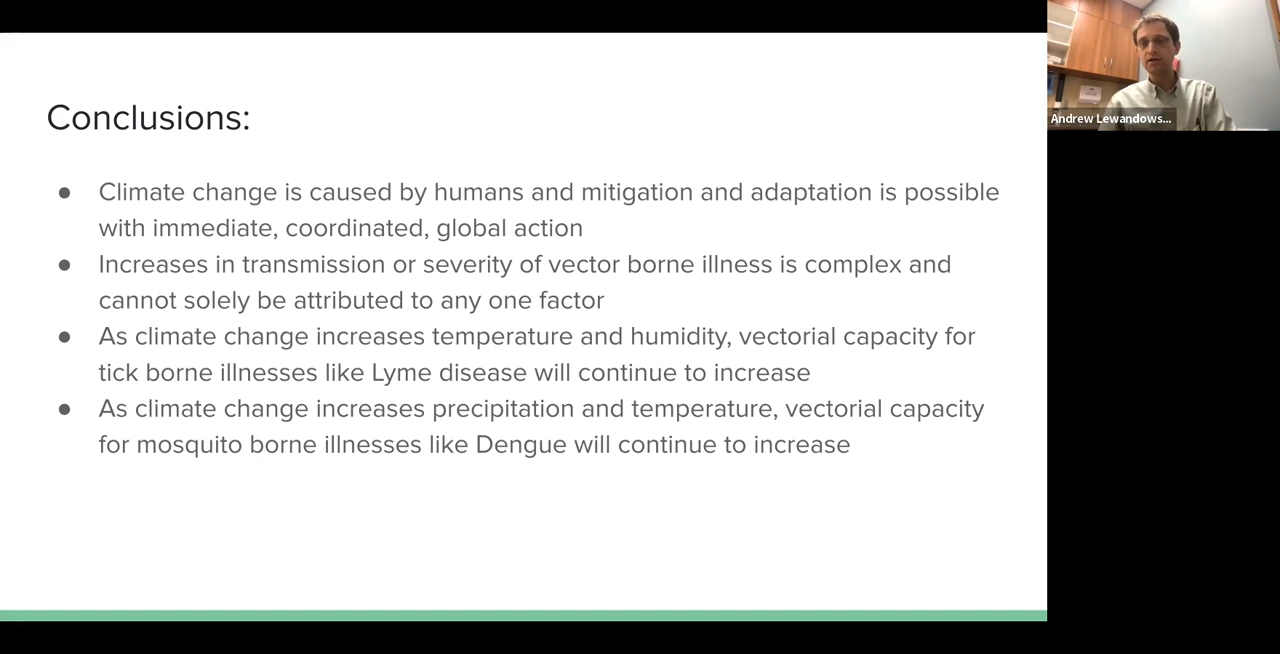 Conclusions:
● Climate change is caused by humans and mitigation and adaptation is possible
with immediate, coordinated, global action
● Increases in transmission or severity of vector borne illness is complex and
cannot solely be attributed to any one factor
● As climate change increases temperature and humidity, vectorial capacity for
tick borne illnesses like Lyme disease will continue to increase
● As climate change increases precipitation and temperature, vectorial capacity
for mosquito borne illnesses like Dengue will continue to increase
Andrew Lewandows...